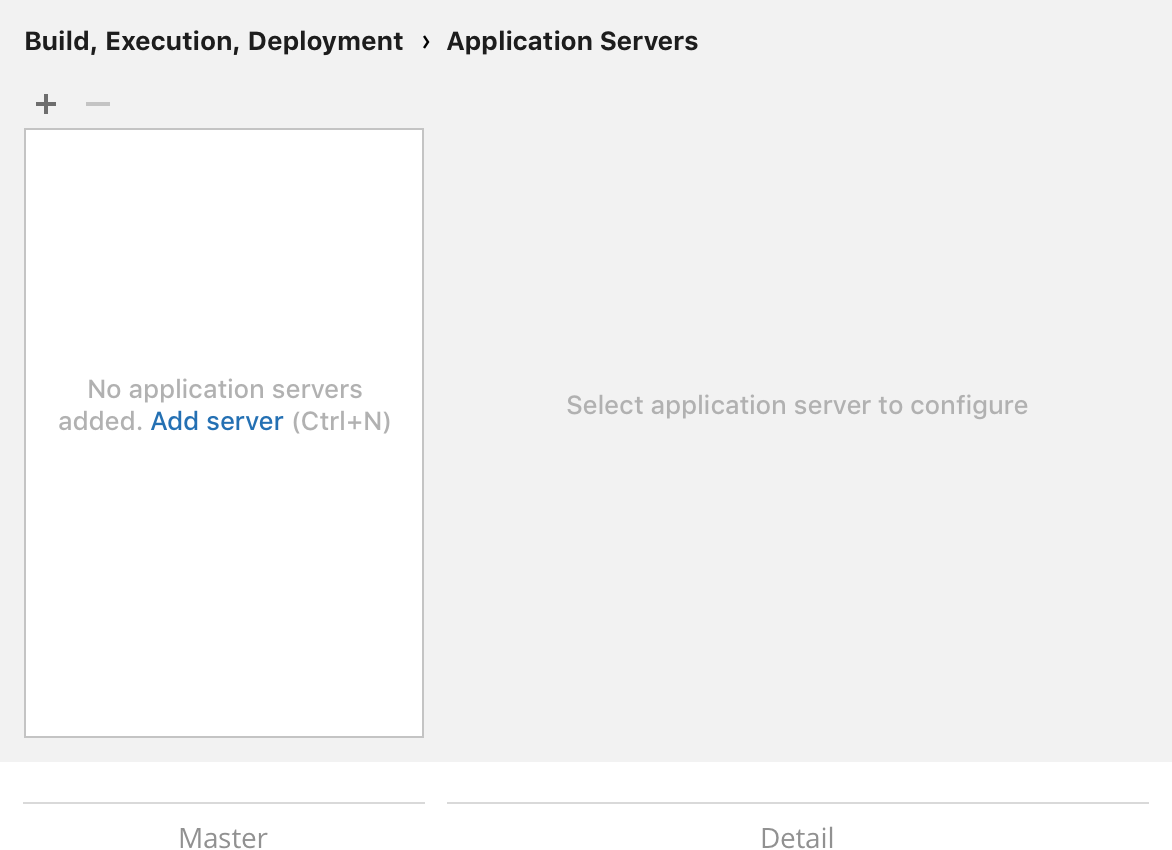 Build, Execution, Deployment › Application Servers
No application servers
added. Add server (Ctrl+N)
Select application server to configure
Master
Detail